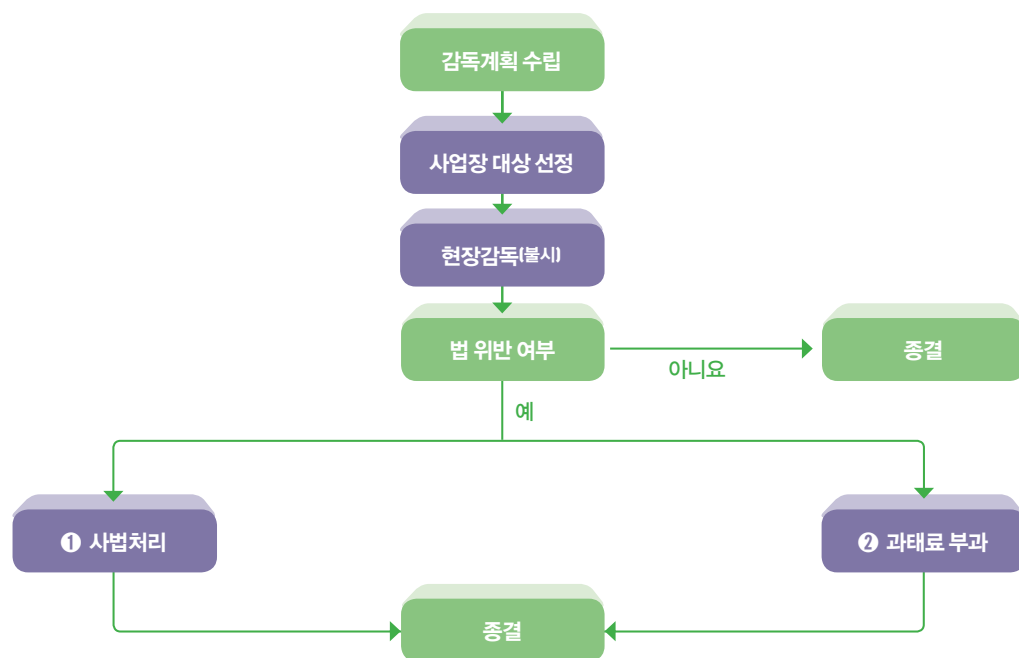 감독계획 수립
사업장 대상 선정
현장감독(불시)
법 위반 여부
아니요
종결
예
❶ 사법처리
❷ 과태료 부과
종결